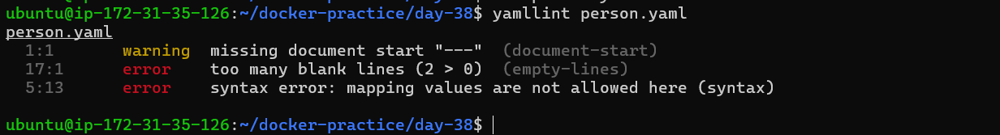 ubuntu@ip-172-31-35-126:~/docker-practice/day-38$ yamllint person.yaml
person.yaml
1:1 warning missing document start "---" (document-start)
17:1 error too many blank lines (2 > 0) (empty-lines)
5:13 error syntax error: mapping values are not allowed here (syntax)
ubuntu@ip-172-31-35-126:~/docker-practice/day-38$